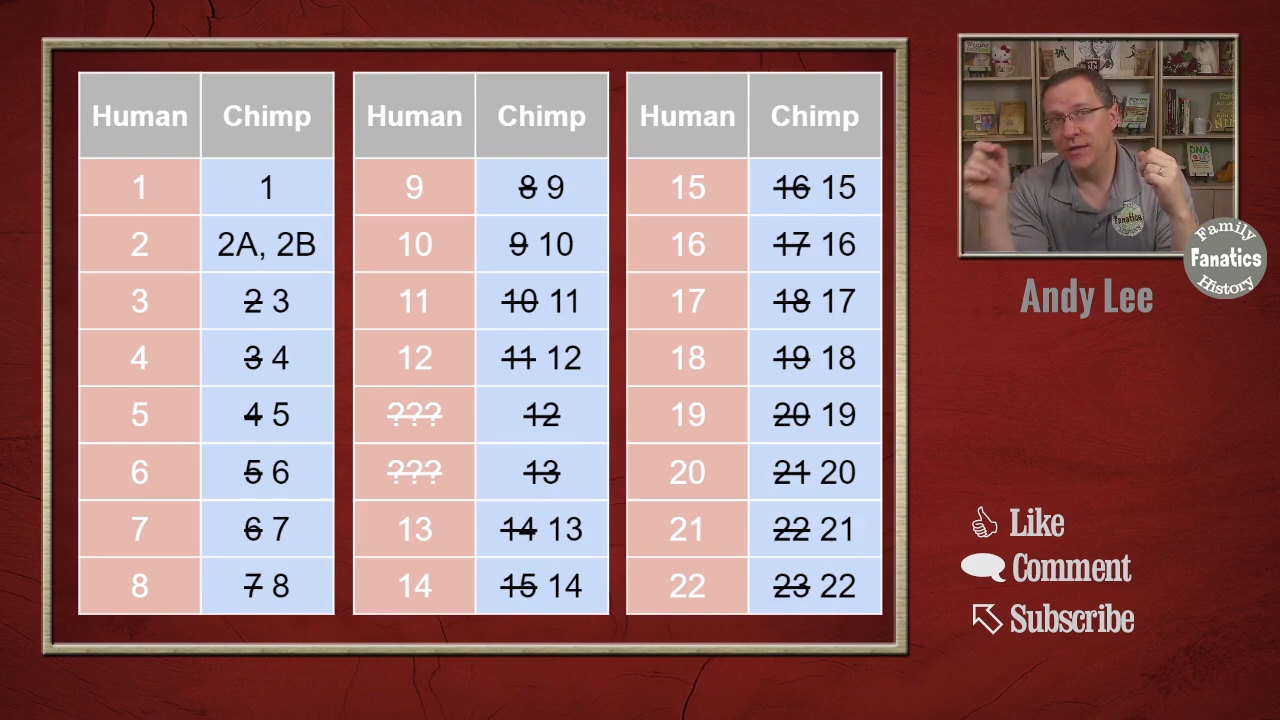 Human Chimp Human Chimp Human Chimp
1 1 9 8 9 15 16 15
2 2A, 2B 10 9 10 16 17 16
3 2 3 11 10 11 17 18 17
4 3 4 12 11 12 18 19 18
5 4 5 ??? 12 19 20 19
6 5 6 ??? 13 20 21 20
7 6 7 13 14 13 21 22 21
8 7 8 14 15 14 22 23 22
DNA
Fanatics
Family
Fanatics
History
Andy Lee
Like
Comment
Subscribe